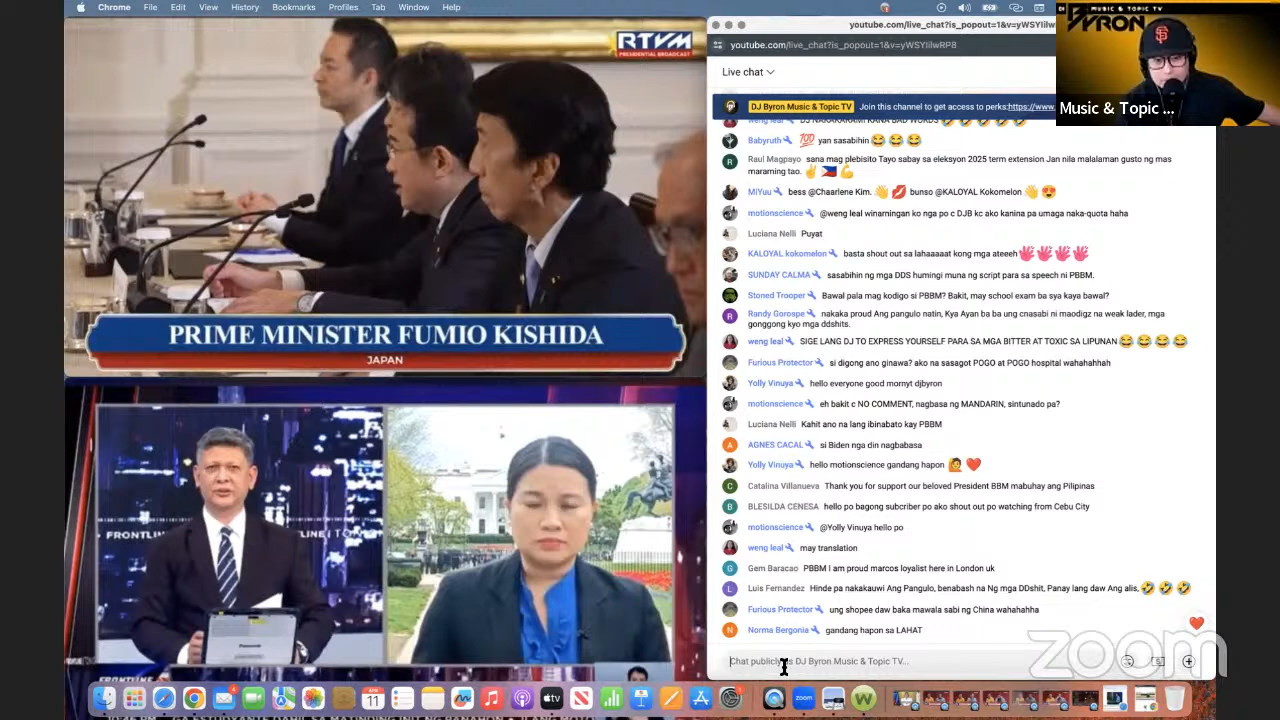 Chrome File Edit View History Bookmarks Profiles Tab Window Help
RTVM
PRESIDENTIAL BROADCAST
PRIME MINISTER FUMIO KISHIDA
JAPAN
FRONTLINE
Panasonic
youtube.com/live_chat?is_popout=1&v=yWSYIilwRP8
Live chat
DJ Byron Music & Topic TV Join this channel to get access to perks:https://www.
weng leal DJ NAKAKARAMI KANA BAD WORDS 🤣 🤣 🤣 🤣 🤣
Babyruth 💯 yan sasabihin 😂 😂 😂
Raul Magpayo sana mag plebisito Tayo sabay sa eleksyon 2025 term extension Jan nila malalaman gusto ng mas
maraming tao. ✌️ 🇵🇭 💪
MiYuu bess @Chaarlene Kim. 👋 💋 bunso @KALOYAL Kokomelon 👋 😍
motionscience @weng leal winarningan ko nga po c DJB kc ako kanina pa umaga naka-quota haha
Luciana Nelli Puyat
KALOYAL kokomelon basta shout out sa lahaaaaat kong mga ateeeh
SUNDAY CALMA sasabihin ng mga DDS humingi muna ng script para sa speech ni PBBM.
Stoned Trooper Bawal pala mag kodigo si PBBM? Bakit, may school exam ba sya kaya bawal?
Randy Gorospe nakaka proud Ang pangulo natin, Kya Ayan ba ba ung cnasabi ni maodigz na weak lader, mga
gonggong kyo mga ddshits.
weng leal SIGE LANG DJ TO EXPRESS YOURSELF PARA SA MGA BITTER AT TOXIC SA LIPUNAN 😂 😂 😂 😂
Furious Protector si digong ano ginawa? ako na sasagot POGO at POGO hospital wahahahhah
Yolly Vinuya hello everyone good mornyt djbyron
motionscience eh bakit c NO COMMENT, nagbasa ng MANDARIN, sintunado pa?
Luciana Nelli Kahit ano na lang ibinabato kay PBBM
AGNES CACAL si Biden nga din nagbabasa
Yolly Vinuya hello motionscience gandang hapon 🙋 ❤️
Catalina Villanueva Thank you for support our beloved President BBM mabuhay ang Pilipinas
BLESILDA CENESA hello po bagong subcriber po ako shout out po watching from Cebu City
motionscience @Yolly Vinuya hello po
weng leal may translation
Gem Baracao PBBM I am proud marcos loyalist here in London uk
Luis Fernandez Hinde pa nakakauwi Ang Pangulo, benabash na Ng mga DDshit, Panay lang daw Ang alis, 🤣 🤣 🤣
Furious Protector ung shopee daw baka mawala sabi ng China wahahahha
Norma Bergonia gandang hapon sa LAHAT
DJ Byron Music & Topic TV...
zoom
MUSIC & TOPIC TV
BYRON
Music & Topic ...